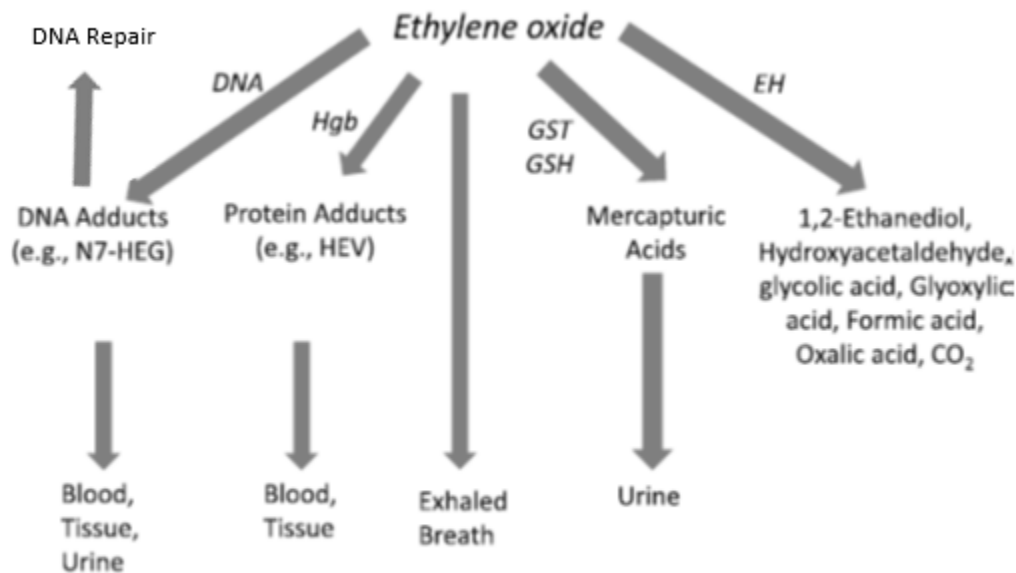 Ethylene oxide
DNA Repair
DNA
Hgb
GST
GSH
EH
DNA Adducts
(e.g., N7-HEG)
Protein Adducts
(e.g., HEV)
Mercapturic
Acids
1,2-Ethanediol,
Hydroxyacetaldehyde,
glycolic acid, Glyoxylic
acid, Formic acid,
Oxalic acid, CO₂
Blood,
Tissue,
Urine
Blood,
Tissue
Exhaled
Breath
Urine